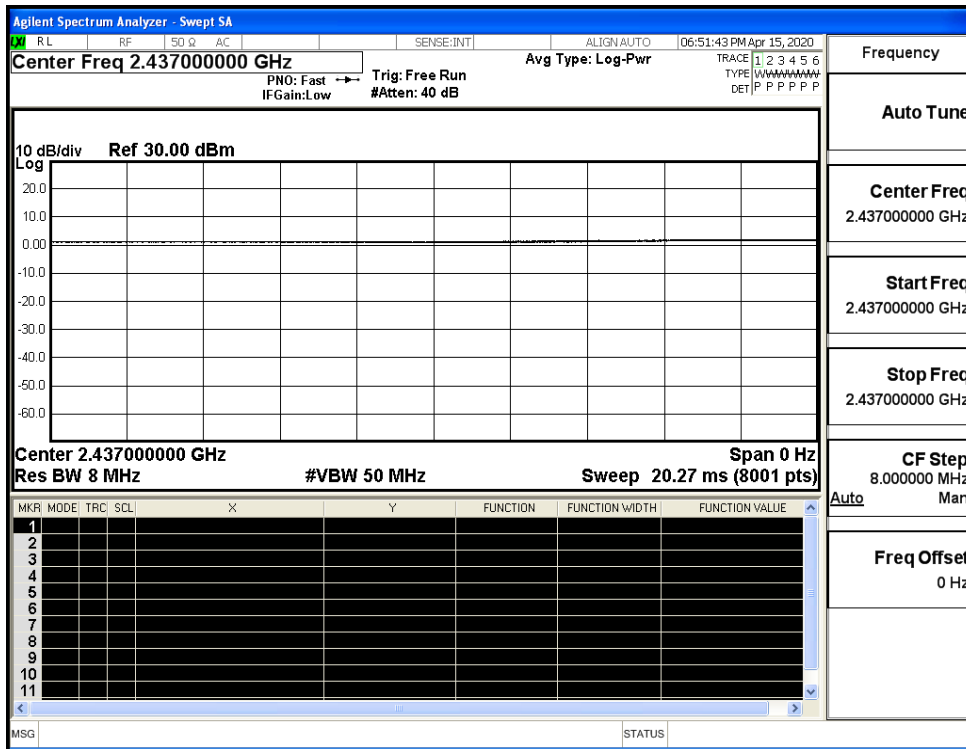 Agilent Spectrum Analyzer - Swept SA
LXI RL RF 50 Ω AC SENSE:INT ALIGNAUTO 06:51:43 PM Apr 15, 2020
Center Freq 2.437000000 GHz
PNO: Fast
IFGain:Low
Trig: Free Run
#Atten: 40 dB
Avg Type: Log-Pwr
TRACE 1 2 3 4 5 6
TYPE WWWWWW
DET P P P P P P
10 dB/div Ref 30.00 dBm
Log
20.0
10.0
0.00
-10.0
-20.0
-30.0
-40.0
-50.0
-60.0
Center 2.437000000 GHz Span 0 Hz
Res BW 8 MHz #VBW 50 MHz Sweep 20.27 ms (8001 pts)
MKR MODE TRC SCL X Y FUNCTION FUNCTION WIDTH FUNCTION VALUE
1
2
3
4
5
6
7
8
9
10
11
MSG STATUS
Frequency
Auto Tune
Center Freq
2.437000000 GHz
Start Freq
2.437000000 GHz
Stop Freq
2.437000000 GHz
CF Step
8.000000 MHz
Auto Man
Freq Offset
0 Hz